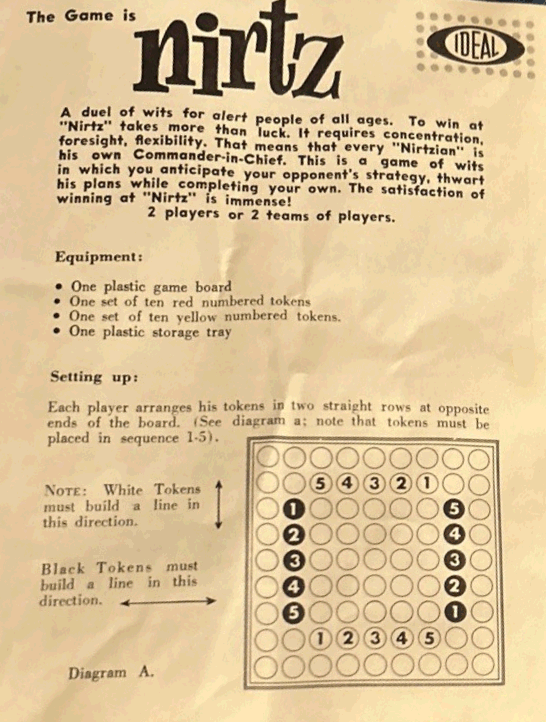 The Game is
nirtz
IDEAL
A duel of wits for alert people of all ages. To win at
"Nirtz" takes more than luck. It requires concentration,
foresight, flexibility. That means that every "Nirtzian" is
his own Commander-in-Chief. This is a game of wits
in which you anticipate your opponent's strategy, thwart
his plans while completing your own. The satisfaction of
winning at "Nirtz" is immense!
2 players or 2 teams of players.
Equipment:
• One plastic game board
• One set of ten red numbered tokens
• One set of ten yellow numbered tokens.
• One plastic storage tray
Setting up:
Each player arranges his tokens in two straight rows at opposite
ends of the board. (See diagram a; note that tokens must be
placed in sequence 1-5).
NOTE: White Tokens
must build a line in
this direction.
Black Tokens must
build a line in this
direction.
5 4 3 2 1
1 5
2 4
3 3
4 2
5 1
1 2 3 4 5
Diagram A.